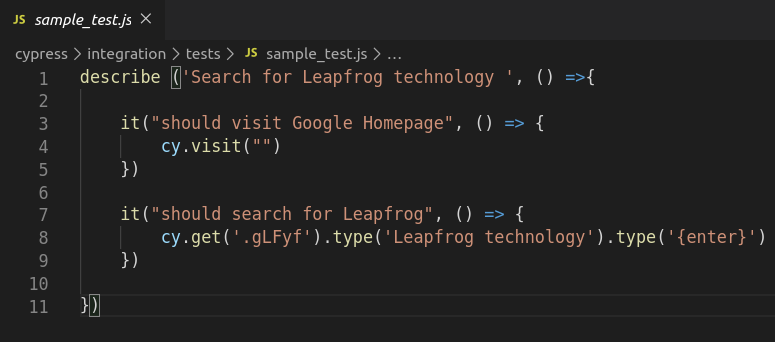 JS sample_test.js ×
cypress > integration > tests > JS sample_test.js > ...
1 describe ('Search for Leapfrog technology ', () =>{
2
3 it("should visit Google Homepage", () => {
4 cy.visit("")
5 })
6
7 it("should search for Leapfrog", () => {
8 cy.get('.gLFyf').type('Leapfrog technology').type('{enter}')
9 })
10
11 })